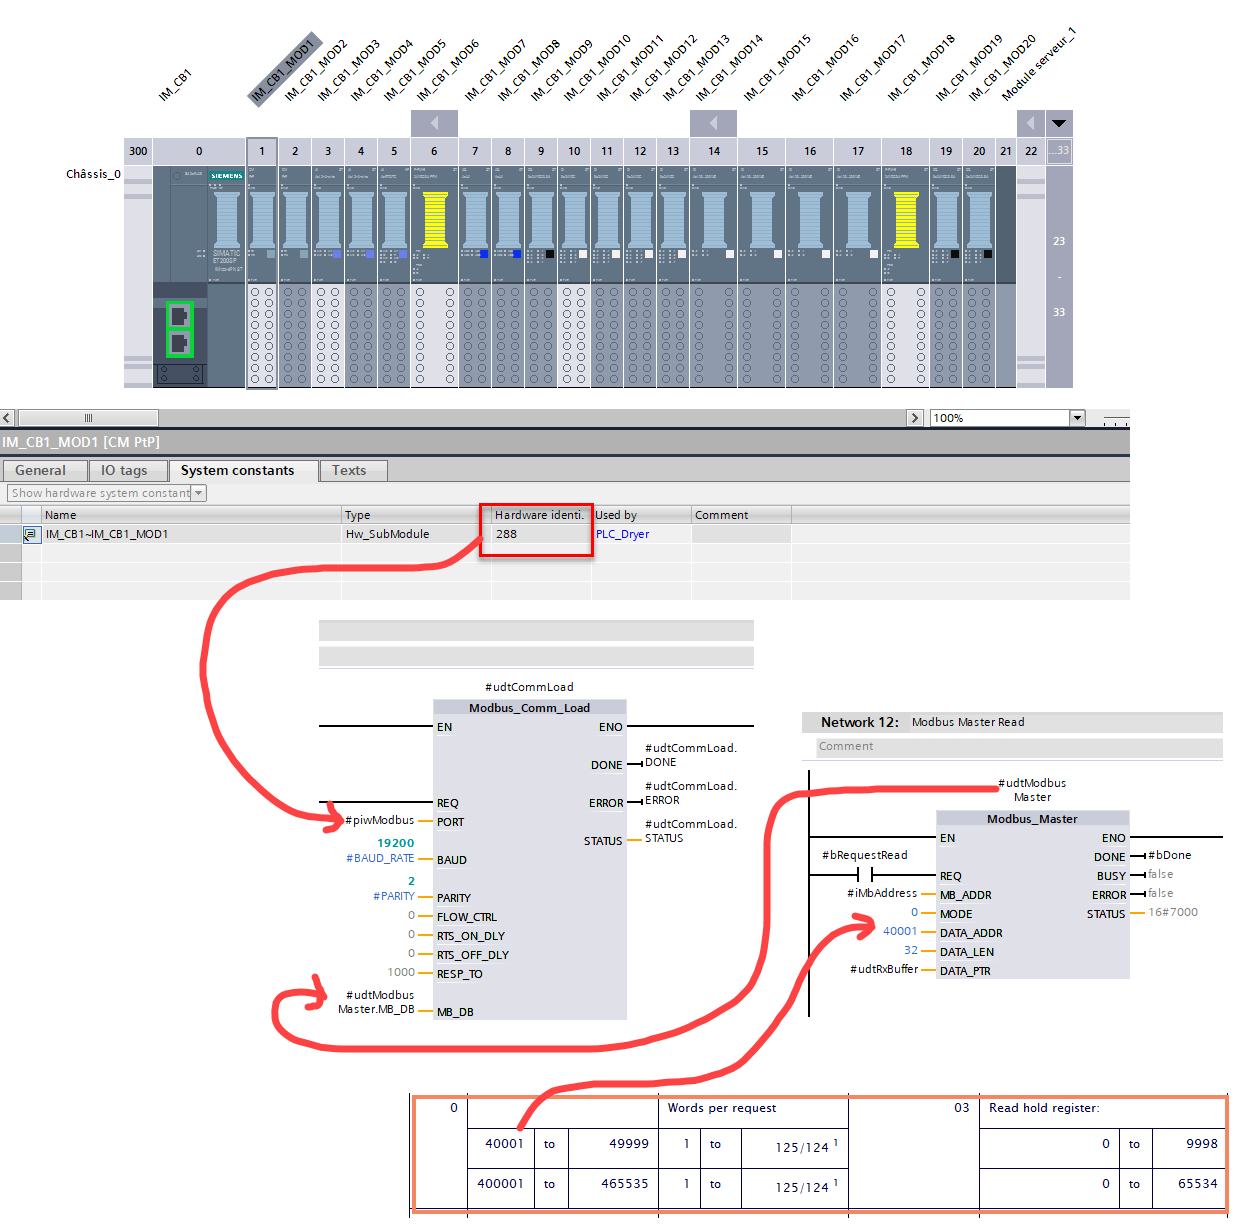 IM_CB1
IM_CB1_MOD1
IM_CB1_MOD2
IM_CB1_MOD3
IM_CB1_MOD4
IM_CB1_MOD5
IM_CB1_MOD6
IM_CB1_MOD7
IM_CB1_MOD8
IM_CB1_MOD9
IM_CB1_MOD10
IM_CB1_MOD11
IM_CB1_MOD12
IM_CB1_MOD13
IM_CB1_MOD14
IM_CB1_MOD15
IM_CB1_MOD16
IM_CB1_MOD17
IM_CB1_MOD18
IM_CB1_MOD19
IM_CB1_MOD20
Module serveur_1
300 0 1 2 3 4 5 6 7 8 9 10 11 12 13 14 15 16 17 18 19 20 21 22 ...33
Châssis_0
SIEMENS
SIMATIC
ET 200SP
23
-
33
100%
IM_CB1_MOD1 [CM PtP]
General IO tags System constants Texts
Show hardware system constant
Name Type Hardware identi. Used by Comment
IM_CB1~IM_CB1_MOD1 Hw_SubModule 288 PLC_Dryer
#udtCommLoad
Modbus_Comm_Load
EN ENO
#udtCommLoad.
DONE DONE
#udtCommLoad.
REQ ERROR ERROR
#piwModbus PORT
#udtCommLoad.
STATUS STATUS
19200
#BAUD_RATE BAUD
2
#PARITY PARITY
0 FLOW_CTRL
0 RTS_ON_DLY
0 RTS_OFF_DLY
1000 RESP_TO
#udtModbus
Master.MB_DB MB_DB
Network 12: Modbus Master Read
Comment
#udtModbus
Master
Modbus_Master
EN ENO
DONE #bDone
#bRequestRead
REQ BUSY false
#iMbAddress MB_ADDR ERROR false
0 MODE STATUS 16#7000
40001 DATA_ADDR
32 DATA_LEN
#udtRxBuffer DATA_PTR
0 Words per request 03 Read hold register:
40001 to 49999 1 to 125/124 1 0 to 9998
400001 to 465535 1 to 125/124 1 0 to 65534